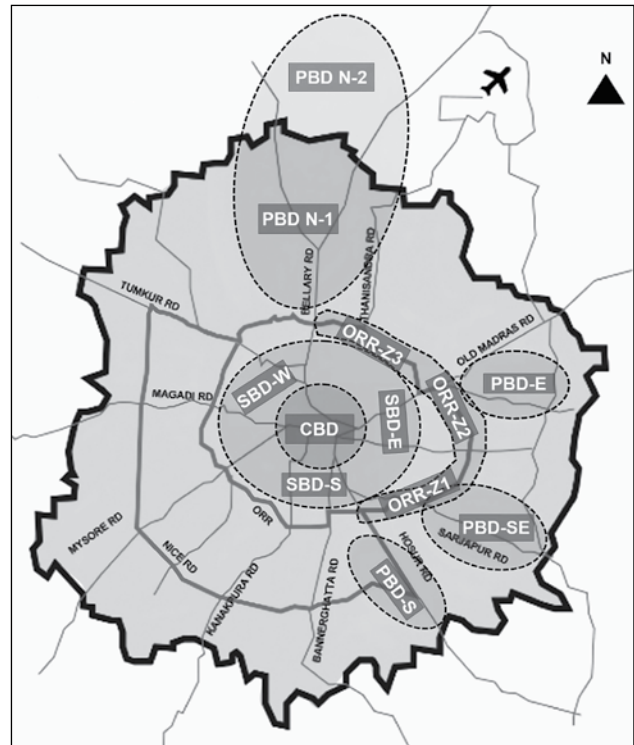 PBD N-2
N
PBD N-1
BELLARY RD
THANISANDRA RD
TUMKUR RD
ORR-Z3
OLD MADRAS RD
SBD-W
PBD-E
MAGADI RD
ORR-Z2
SBD-E
CBD
SBD-S
ORR-Z1
ORR
PBD-SE
SARJAPUR RD
MYSORE RD
NICE RD
HOSUR RD
PBD-S
KANAKPURA RD
BANNERGHATTA RD